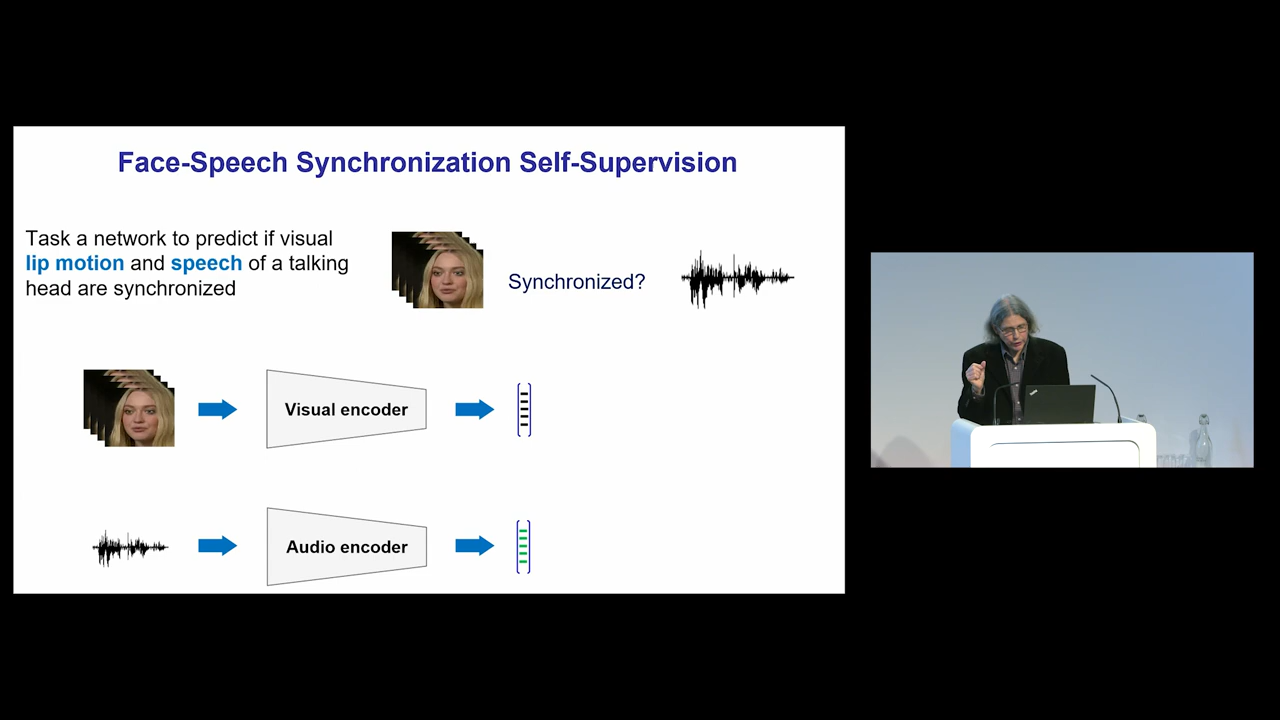 Face-Speech Synchronization Self-Supervision
Task a network to predict if visual
lip motion and speech of a talking
head are synchronized
Synchronized?
Visual encoder
Audio encoder